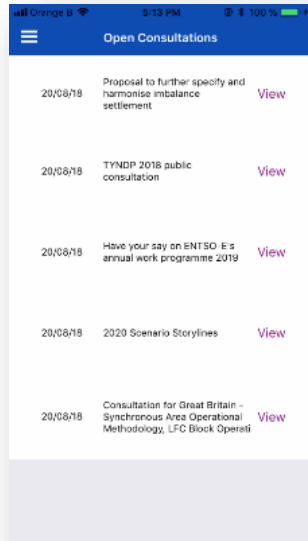 Orange B 5:13 PM 100 %
Open Consultations
Proposal to further specify and
20/08/18 harmonise imbalance View
settlement
20/08/18 TYNDP 2018 public View
consultation
20/08/18 Have your say on ENTSO-E's View
annual work programme 2019
20/08/18 2020 Scenario Storylines View
Consultation for Great Britain -
20/08/18 Synchronous Area Operational View
Methodology, LFC Block Operati